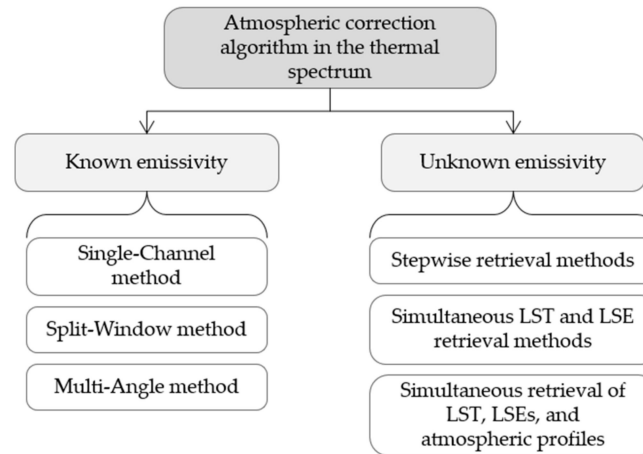 Atmospheric correction
algorithm in the thermal
spectrum
Known emissivity
Unknown emissivity
Single-Channel
method
Split-Window method
Multi-Angle method
Stepwise retrieval methods
Simultaneous LST and LSE
retrieval methods
Simultaneous retrieval of
LST, LSEs, and
atmospheric profiles